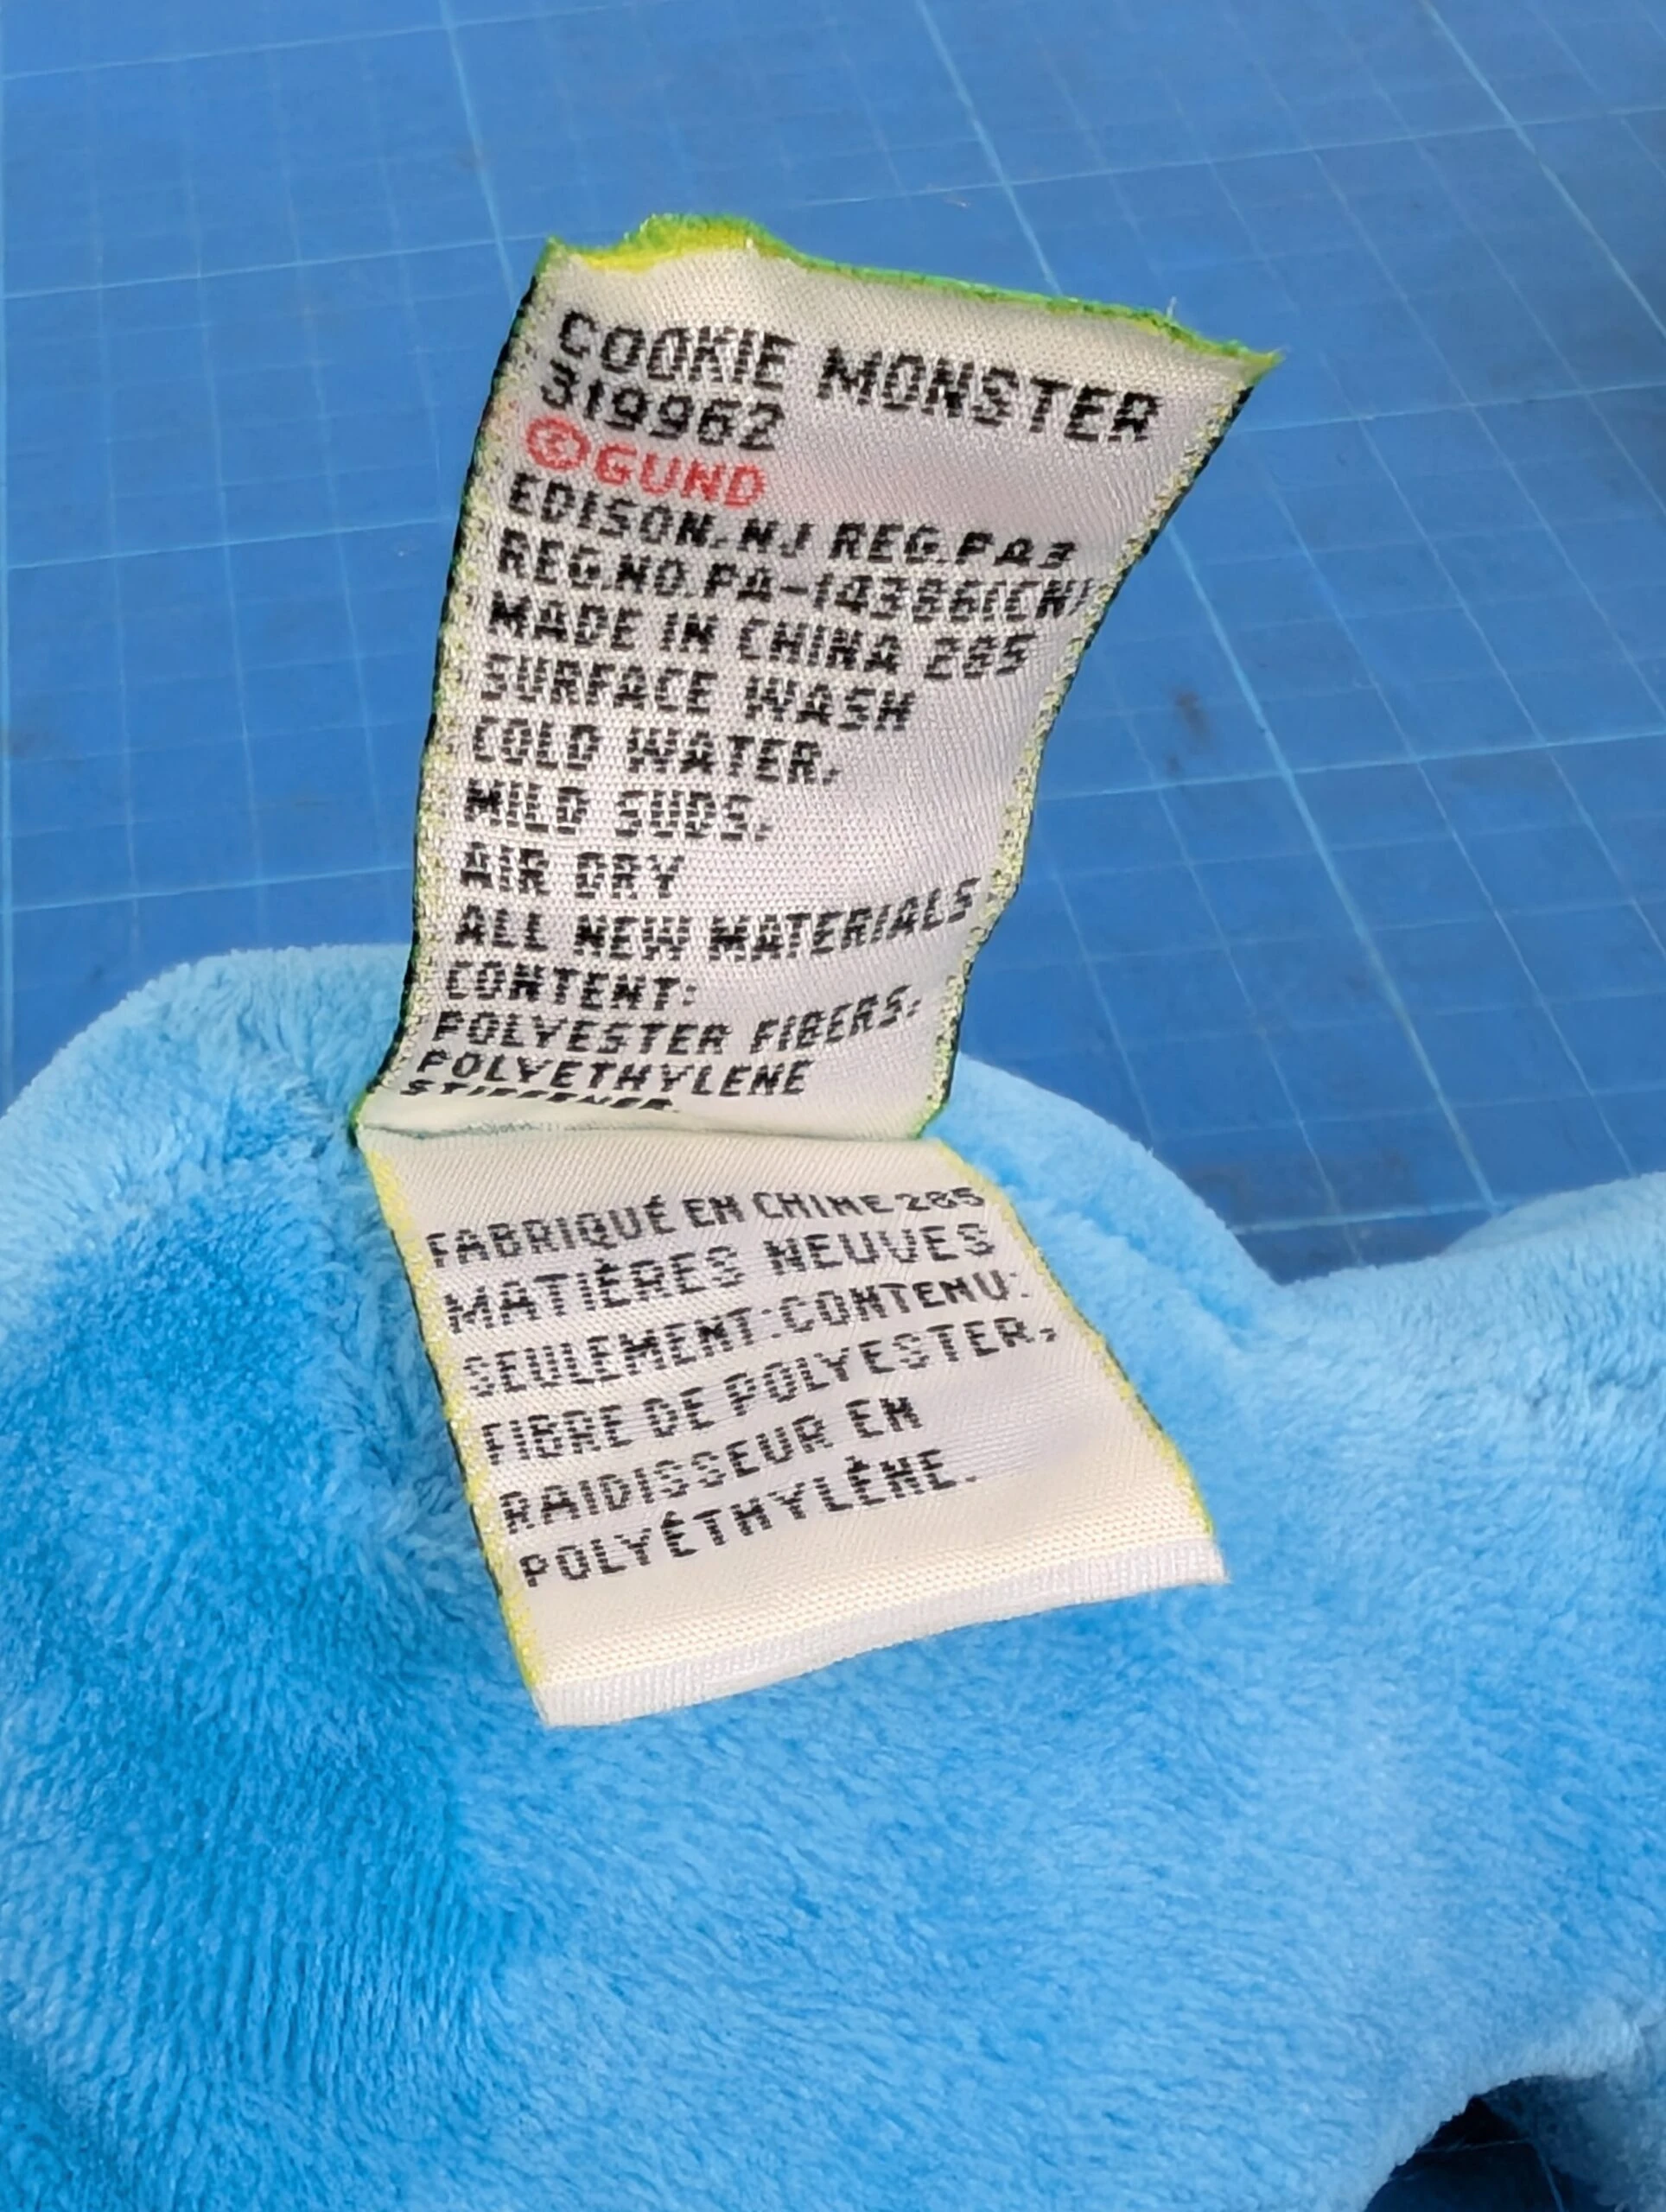 COOKIE MONSTER
319962
©GUND
EDISON, NJ REG.PA3
REG.NO.PA-14386(CN)
MADE IN CHINA 285
SURFACE WASH
COLD WATER,
MILD SUDS,
AIR DRY
ALL NEW MATERIALS
CONTENT:
POLYESTER FIBERS,
POLYETHYLENE
STIFFENER.
FABRIQUÉ EN CHINE 285
MATIÈRES NEUVES
SEULEMENT:CONTENU:
FIBRE DE POLYESTER,
RAIDISSEUR EN
POLYÉTHYLÈNE.